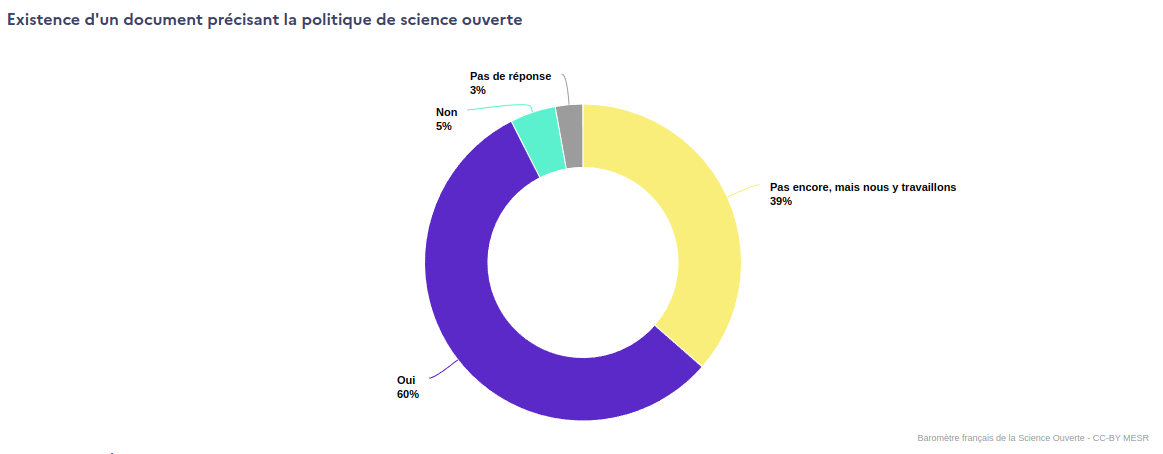 Existence d'un document précisant la politique de science ouverte
Pas de réponse
3%
Non
5%
Pas encore, mais nous y travaillons
39%
Oui
60%
Baromètre français de la Science Ouverte - CC-BY MESR